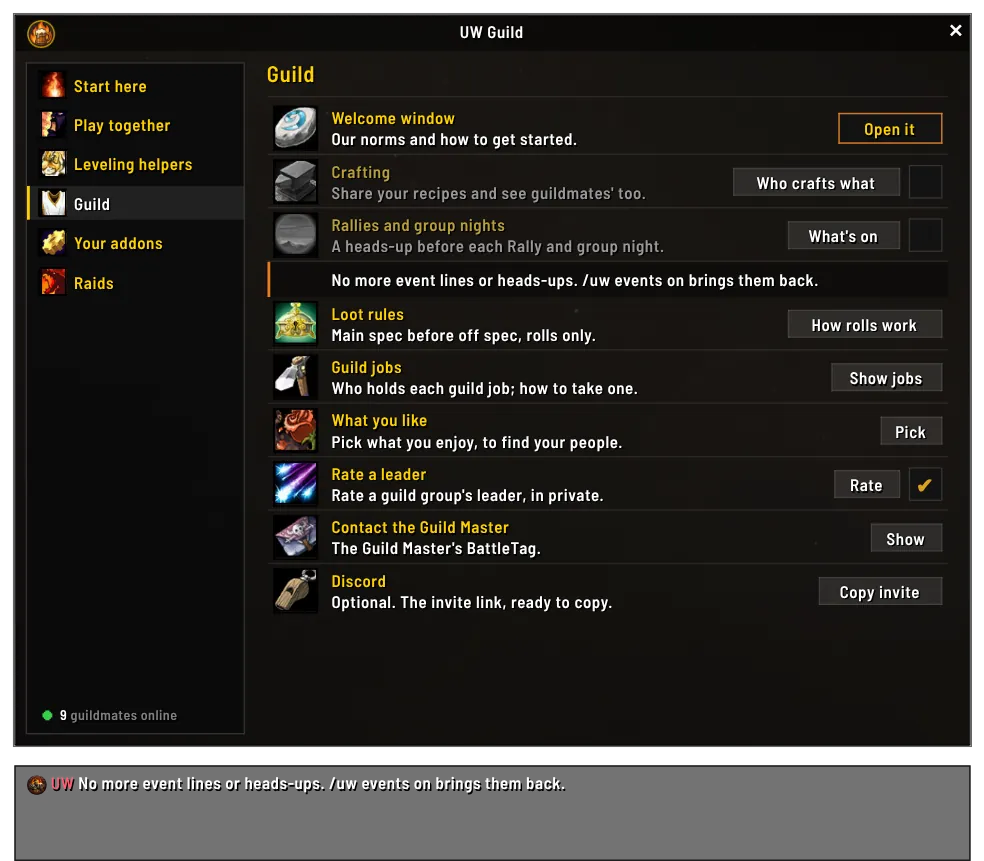 UW Guild
Start here
Play together
Leveling helpers
Guild
Your addons
Raids
9 guildmates online
Guild
Welcome window
Our norms and how to get started.
Open it
Crafting
Share your recipes and see guildmates' too.
Who crafts what
Rallies and group nights
A heads-up before each Rally and group night.
What's on
No more event lines or heads-ups. /uw events on brings them back.
Loot rules
Main spec before off spec, rolls only.
How rolls work
Guild jobs
Who holds each guild job; how to take one.
Show jobs
What you like
Pick what you enjoy, to find your people.
Pick
Rate a leader
Rate a guild group's leader, in private.
Rate
Contact the Guild Master
The Guild Master's BattleTag.
Show
Discord
Optional. The invite link, ready to copy.
Copy invite
UW No more event lines or heads-ups. /uw events on brings them back.